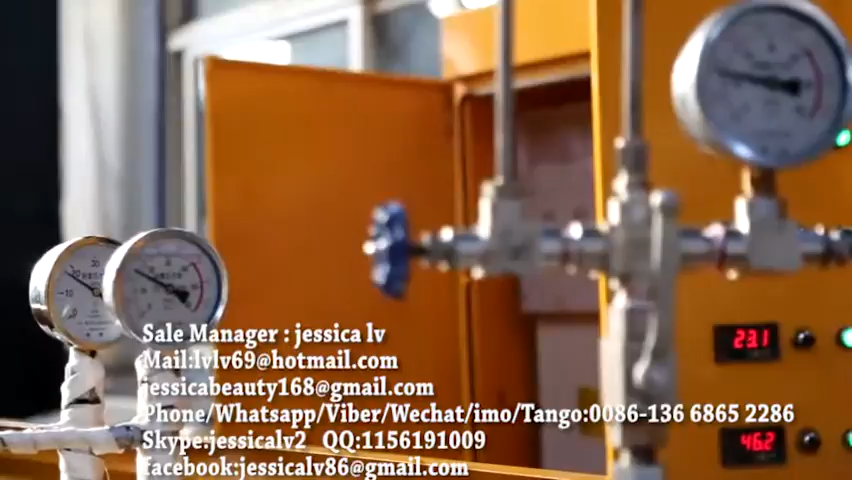 Sale Manager : jessica lv
Mail:lvlv69@hotmail.com
jessicabeauty168@gmail.com
Phone/Whatsapp/Viber/Wechat/imo/Tango:0086-136 6865 2286
Skype:jessicalv2 QQ:1156191009
facebook:jessicalv86@gmail.com
23.1
46.2